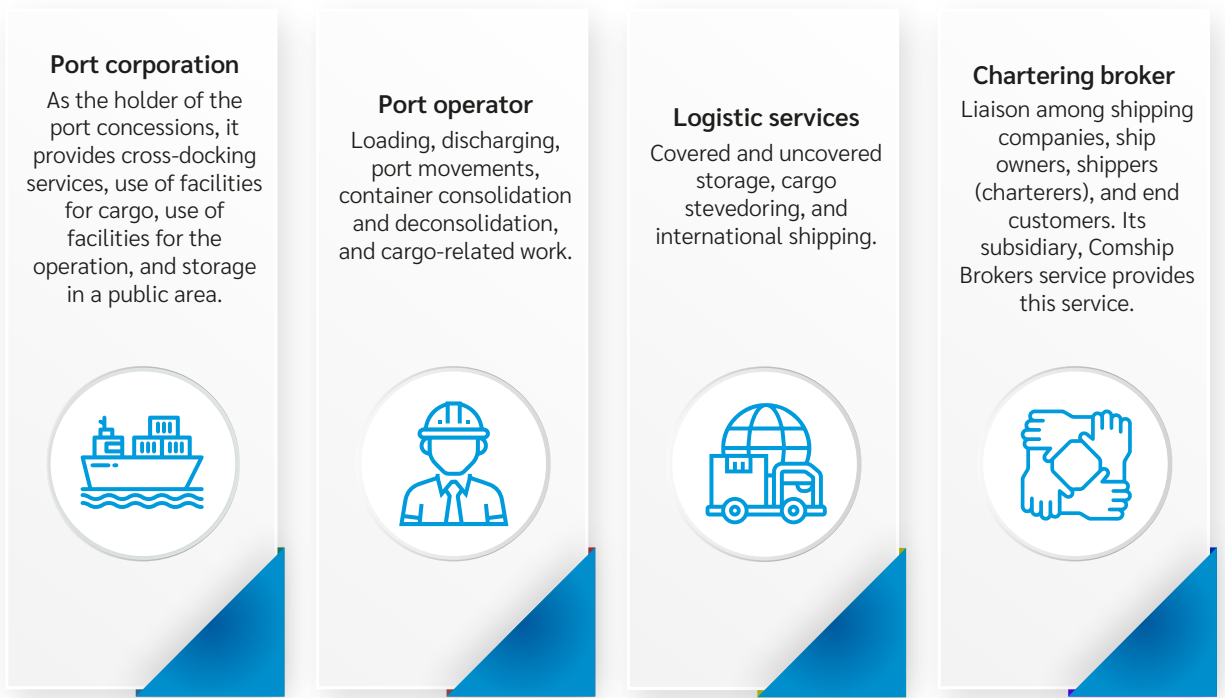 Port corporation
As the holder of the
port concessions, it
provides cross-docking
services, use of facilities
for cargo, use of
facilities for the
operation, and storage
in a public area.
Port operator
Loading, discharging,
port movements,
container consolidation
and deconsolidation,
and cargo-related work.
Logistic services
Covered and uncovered
storage, cargo
stevedoring, and
international shipping.
Chartering broker
Liaison among shipping
companies, ship
owners, shippers
(charterers), and end
customers. Its
subsidiary, Comship
Brokers service provides
this service.